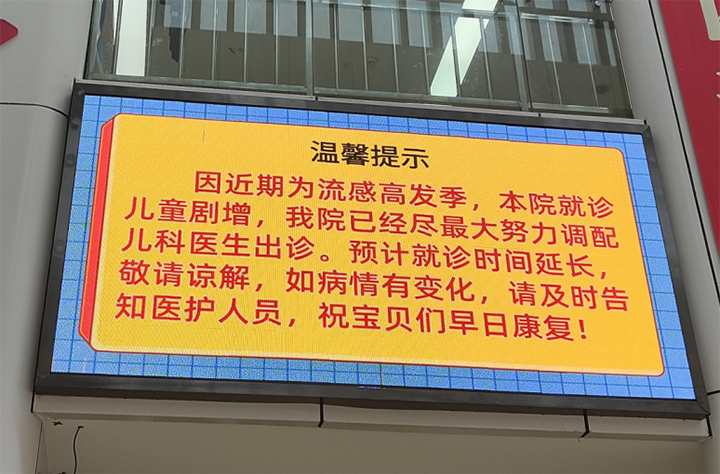 温馨提示
因近期为流感高发季，本院就诊
儿童剧增，我院已经尽最大努力调配
儿科医生出诊。预计就诊时间延长，
敬请谅解，如病情有变化，请及时告
知医护人员，祝宝贝们早日康复！